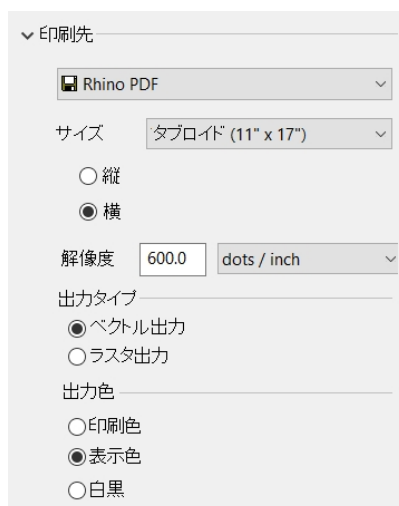 印刷先
Rhino PDF
サイズ タブロイド (11" x 17")
縦
横
解像度 600.0 dots / inch
出力タイプ
ベクトル出力
ラスタ出力
出力色
印刷色
表示色
白黒